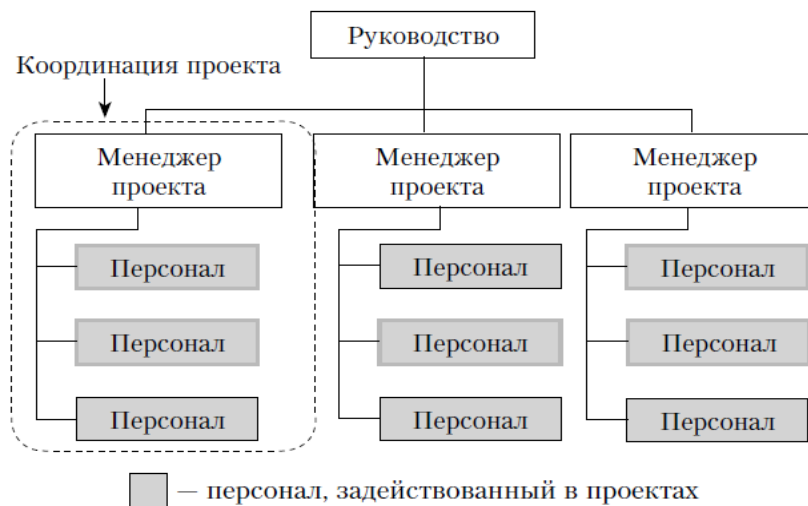 Руководство
Координация проекта
Менеджер
проекта
Менеджер
проекта
Менеджер
проекта
Персонал
Персонал
Персонал
Персонал
Персонал
Персонал
Персонал
Персонал
Персонал
— персонал, задействованный в проектах